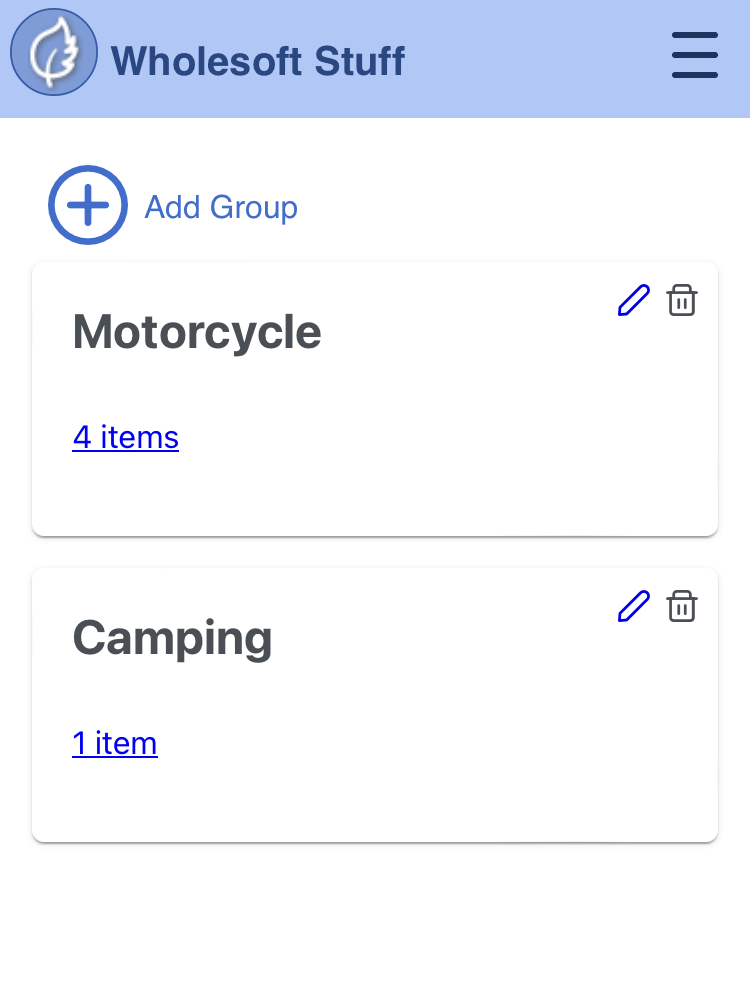 Wholesoft Stuff
Add Group
Motorcycle
4 items
Camping
1 item